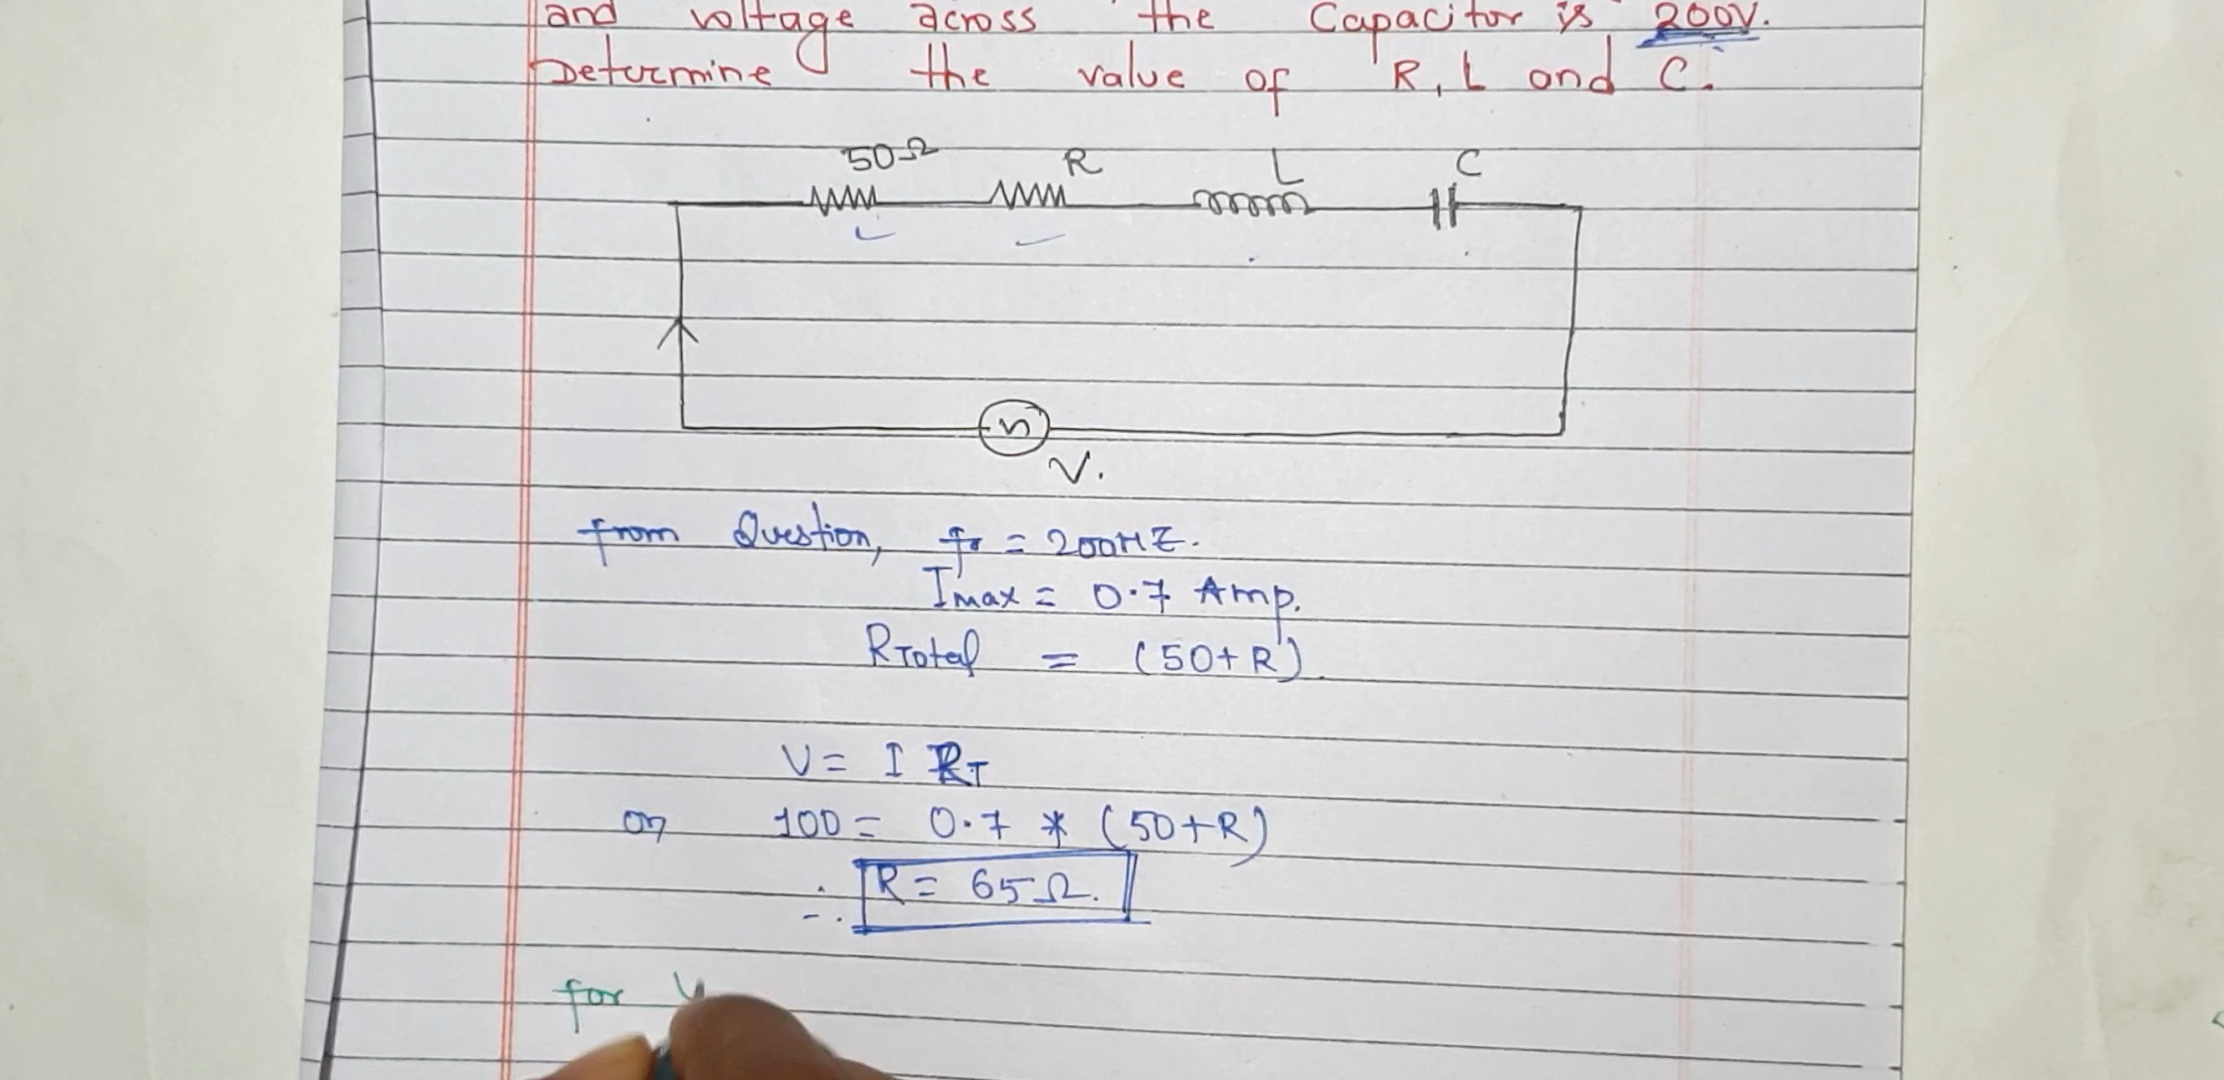 and voltage across the Capacitor is 200V.
Determine the value of R, L and C.
50Ω R L C
V.
from Question, fr = 200HZ.
Imax = 0.7 Amp.
RTotal = (50+R)
V = I RT
or 100 = 0.7 * (50+R)
∴ R = 65Ω.
for V